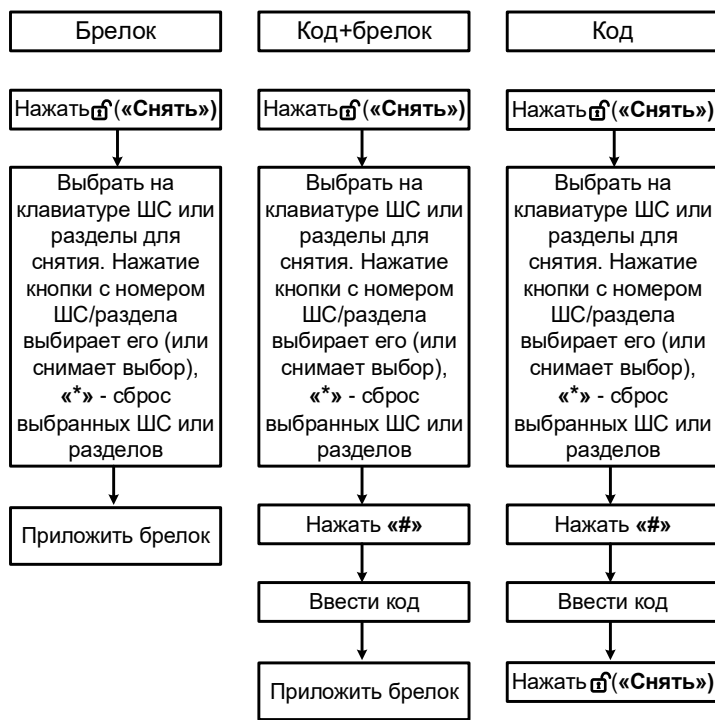 Брелок
Нажать («Снять»)
Выбрать на
клавиатуре ШС или
разделы для
снятия. Нажатие
кнопки с номером
ШС/раздела
выбирает его (или
снимает выбор),
«*» - сброс
выбранных ШС или
разделов
Приложить брелок
Код+брелок
Нажать («Снять»)
Выбрать на
клавиатуре ШС или
разделы для
снятия. Нажатие
кнопки с номером
ШС/раздела
выбирает его (или
снимает выбор),
«*» - сброс
выбранных ШС или
разделов
Нажать «#»
Ввести код
Приложить брелок
Код
Нажать («Снять»)
Выбрать на
клавиатуре ШС или
разделы для
снятия. Нажатие
кнопки с номером
ШС/раздела
выбирает его (или
снимает выбор),
«*» - сброс
выбранных ШС или
разделов
Нажать «#»
Ввести код
Нажать («Снять»)